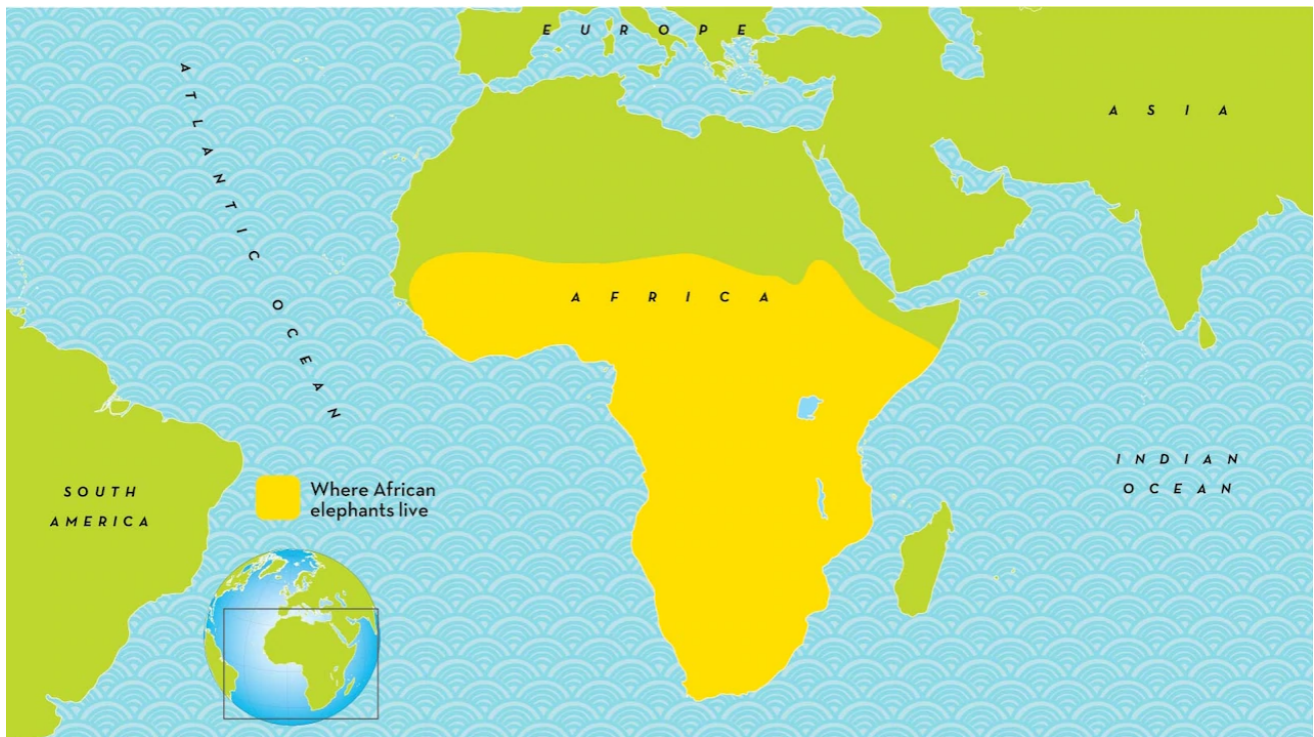 EUROPE
ASIA
ATLANTIC OCEAN
AFRICA
INDIAN
OCEAN
SOUTH
AMERICA
Where African
elephants live